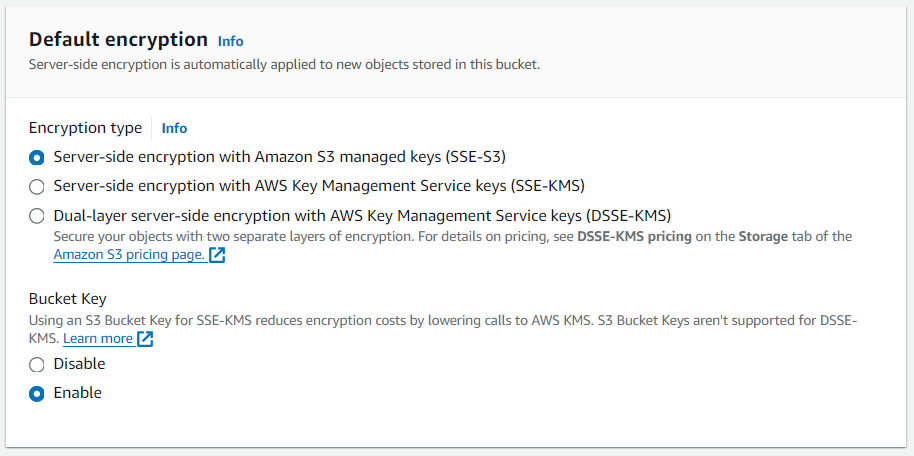 Default encryption Info
Server-side encryption is automatically applied to new objects stored in this bucket.
Encryption type Info
Server-side encryption with Amazon S3 managed keys (SSE-S3)
Server-side encryption with AWS Key Management Service keys (SSE-KMS)
Dual-layer server-side encryption with AWS Key Management Service keys (DSSE-KMS)
Secure your objects with two separate layers of encryption. For details on pricing, see DSSE-KMS pricing on the Storage tab of the
Amazon S3 pricing page.
Bucket Key
Using an S3 Bucket Key for SSE-KMS reduces encryption costs by lowering calls to AWS KMS. S3 Bucket Keys aren't supported for DSSE-
KMS. Learn more
Disable
Enable